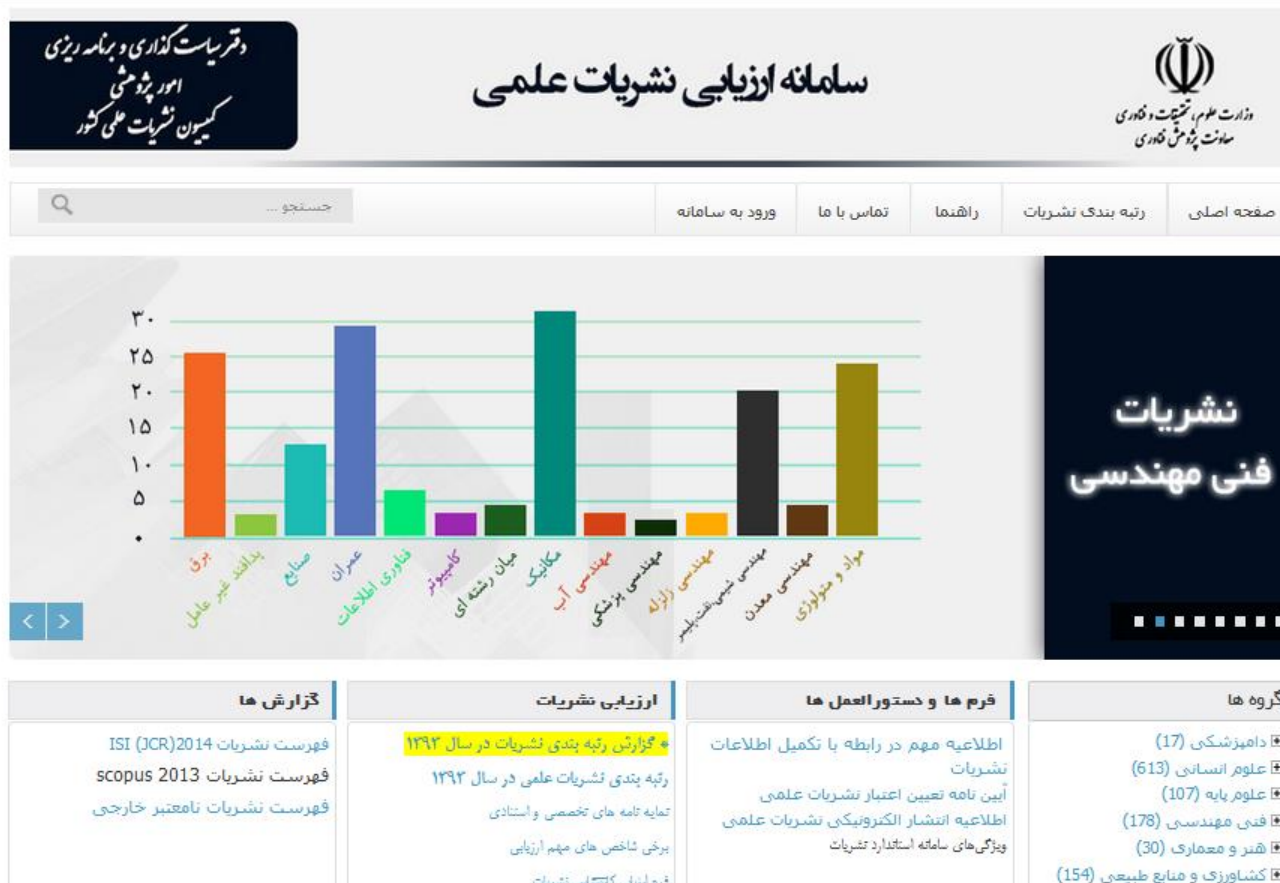 وزارت علوم، تحقیقات و فناوری
معاونت پژوهش فناوری
سامانه ارزیابی نشریات علمی
دفتر سیاست گذاری و برنامه ریزی
امور پژوهشی
کمیسیون نشریات علمی کشور
صفحه اصلی
رتبه بندی نشریات
راهنما
تماس با ما
ورود به سامانه
جستجو ...
نشریات
فنی مهندسی
۳۰
۲۵
۲۰
۱۵
۱۰
۵
۰
برق
پدافند غیر عامل
صنایع
عمران
فناوری اطلاعات
کامپیوتر
میان رشته ای
مکانیک
مهندسی آب
مهندسی پزشکی
مهندسی زلزله
مهندسی شیمی،نفت،پلیمر
مهندسی معدن
مواد و متولوژی
گروه ها
دامپزشکی (17)
علوم انسانی (613)
علوم پایه (107)
فنی مهندسی (178)
هنر و معماری (30)
کشاورزی و منابع طبیعی (154)
فرم ها و دستورالعمل ها
اطلاعیه مهم در رابطه با تکمیل اطلاعات
نشریات
آیین نامه تعیین اعتبار نشریات علمی
اطلاعیه انتشار الکترونیکی نشریات علمی
ویژگی‌های سامانه استاندارد نشریات
ارزیابی نشریات
گزارش رتبه بندی نشریات در سال ۱۳۹۳
رتبه بندی نشریات علمی در سال ۱۳۹۳
نمایه نامه های تخصصی و استنادی
برخی شاخص های مهم ارزیابی
گزارش ها
فهرست نشریات ISI (JCR)2014
فهرست نشریات scopus 2013
فهرست نشریات نامعتبر خارجی